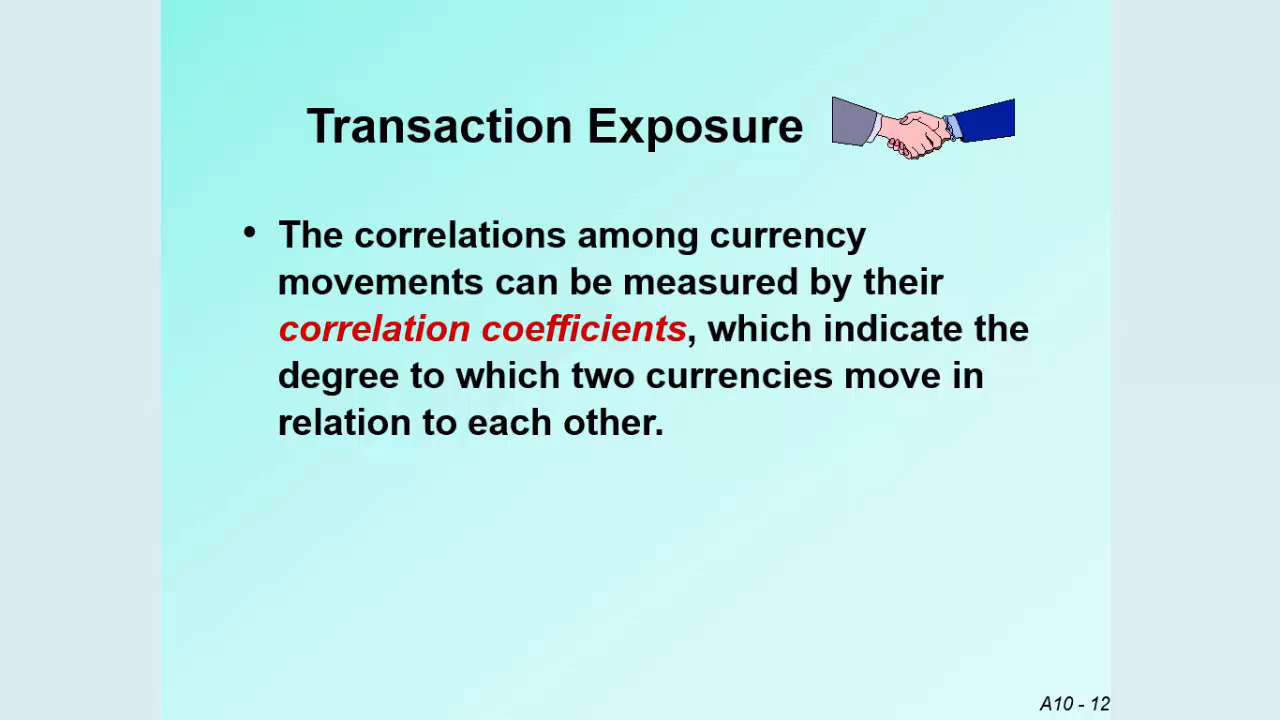 Transaction Exposure
• The correlations among currency
movements can be measured by their
correlation coefficients, which indicate the
degree to which two currencies move in
relation to each other.
A10 - 12